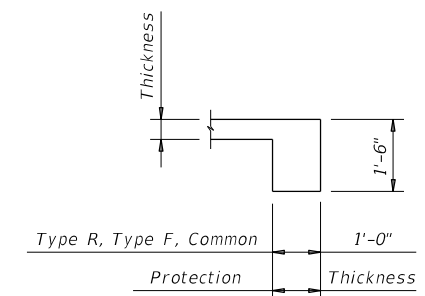 Thickness
1'-6"
Type R, Type F, Common 1'-0"
Protection Thickness